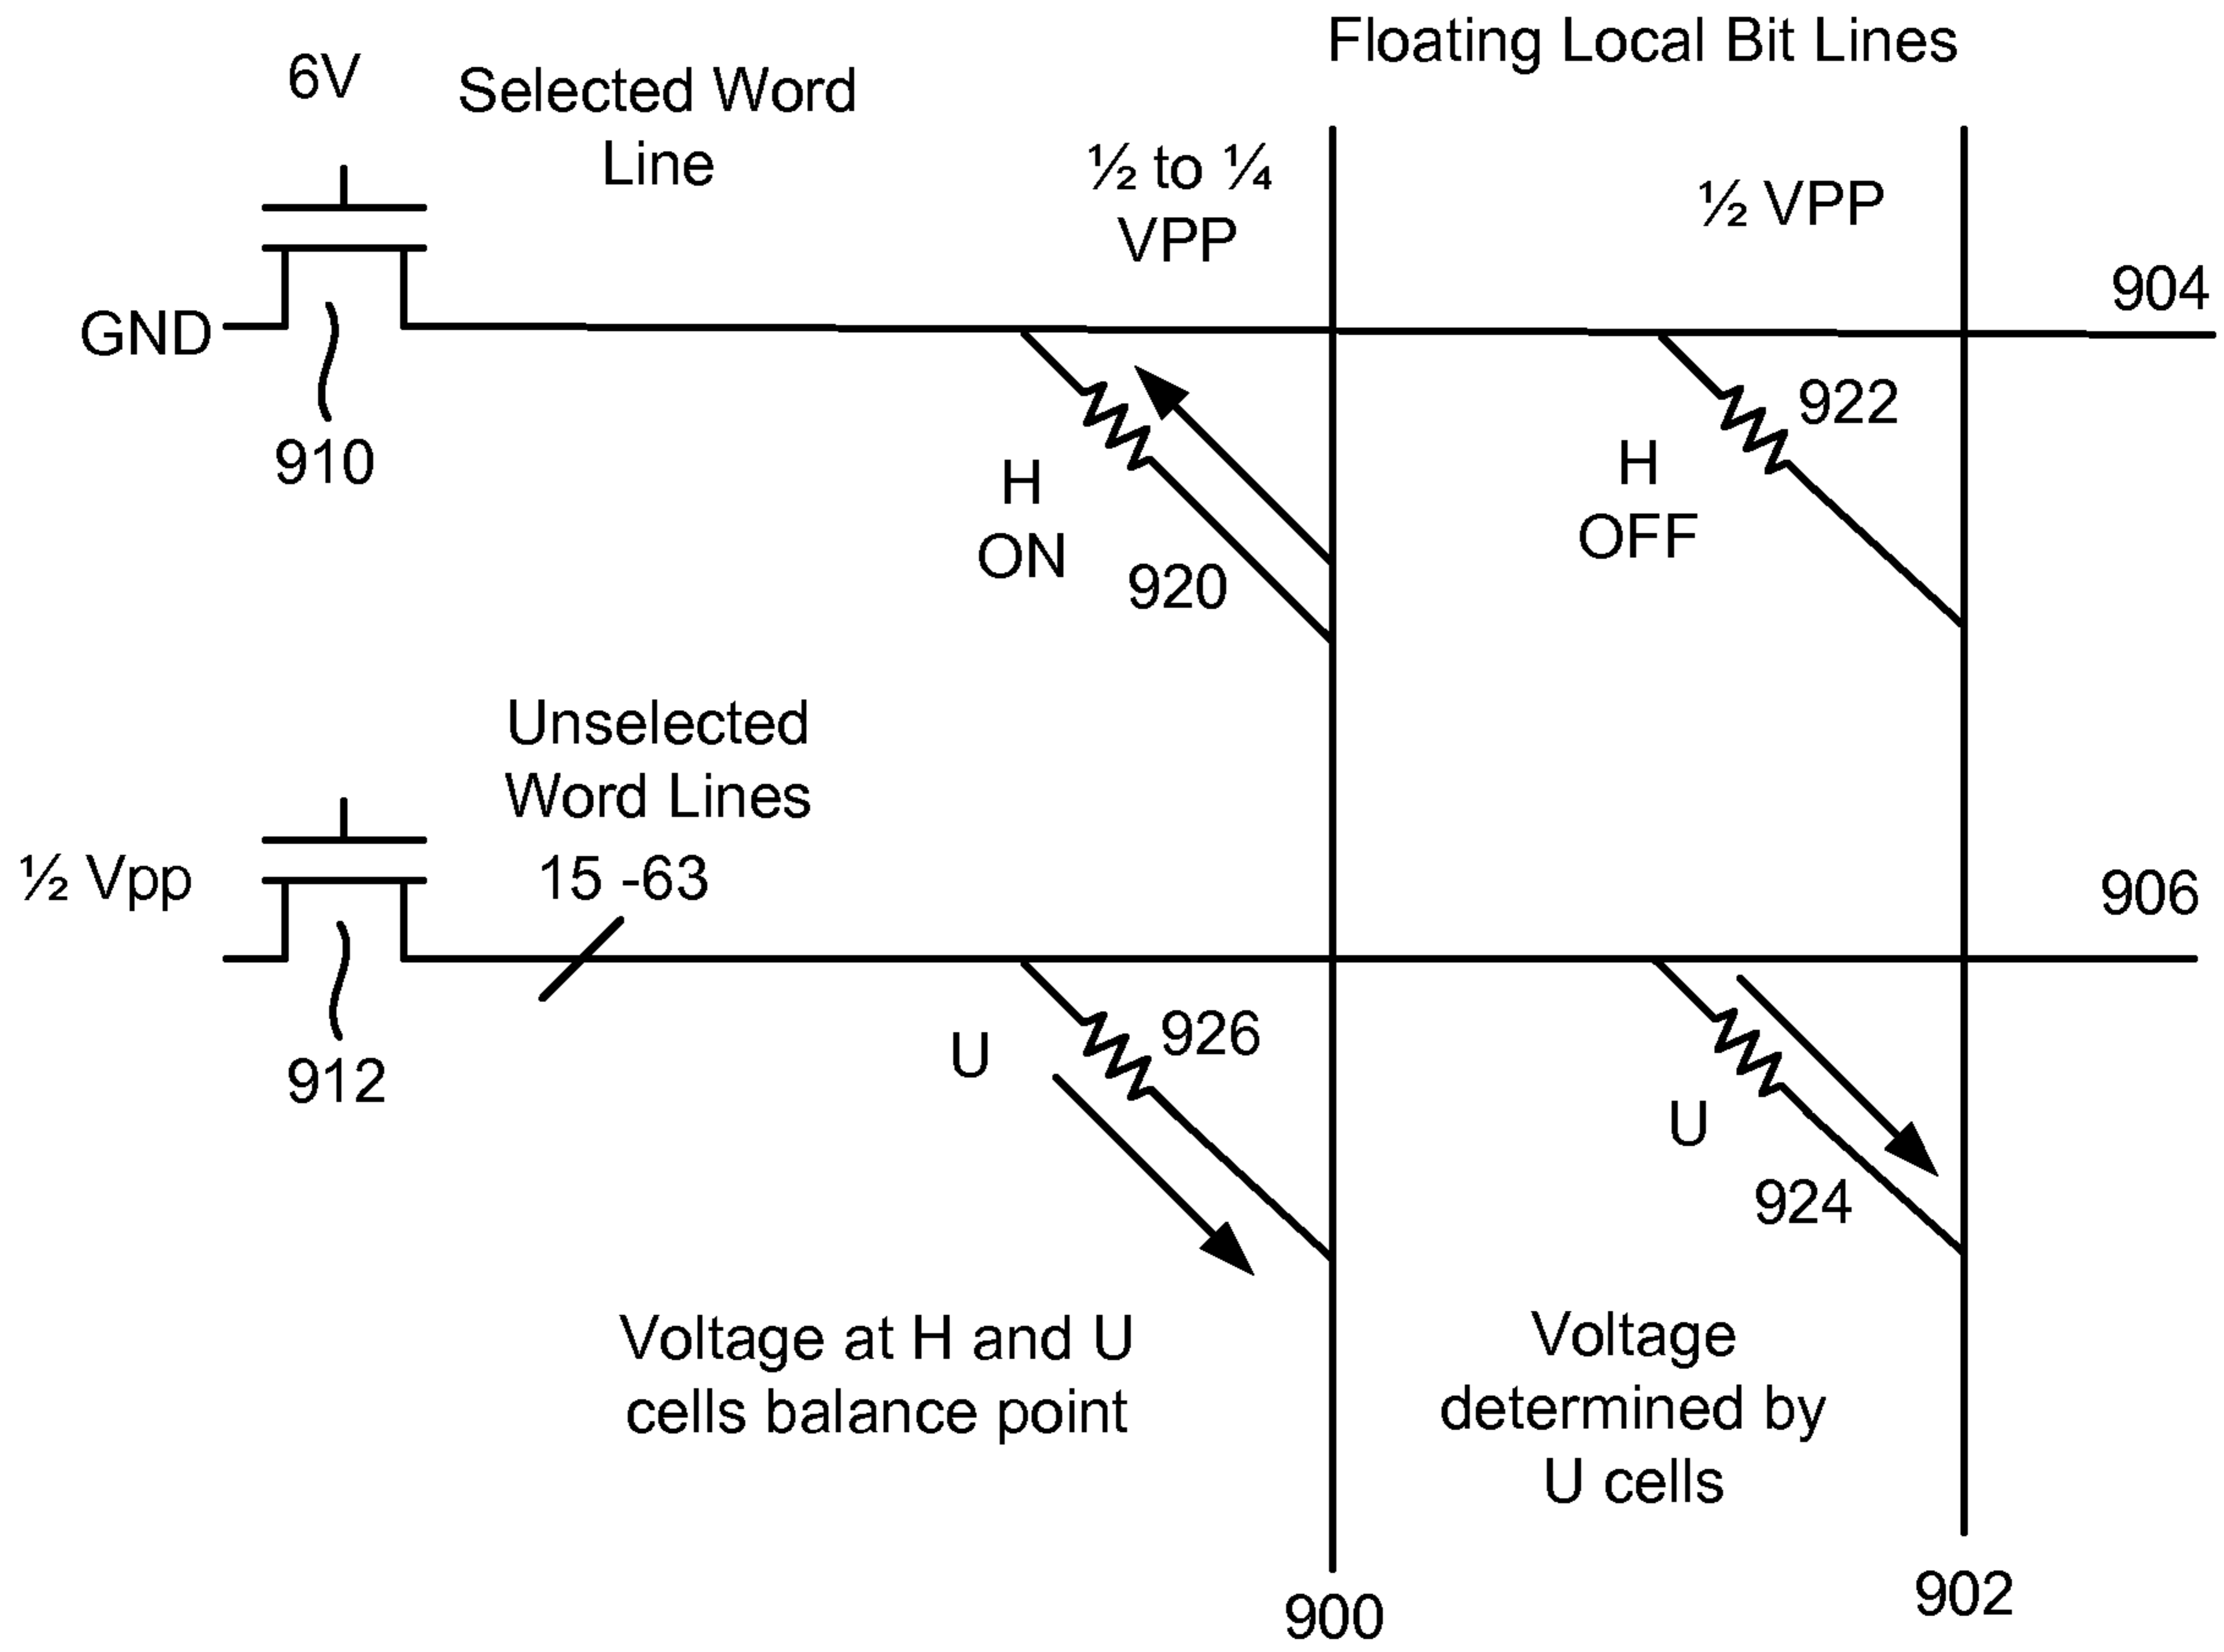 Floating Local Bit Lines
6V
Selected Word
Line
½ to ¼
VPP
½ VPP
904
GND
910
H
ON
920
922
H
OFF
Unselected
Word Lines
15 -63
½ Vpp
906
912
U
926
U
924
Voltage at H and U
cells balance point
Voltage
determined by
U cells
900
902